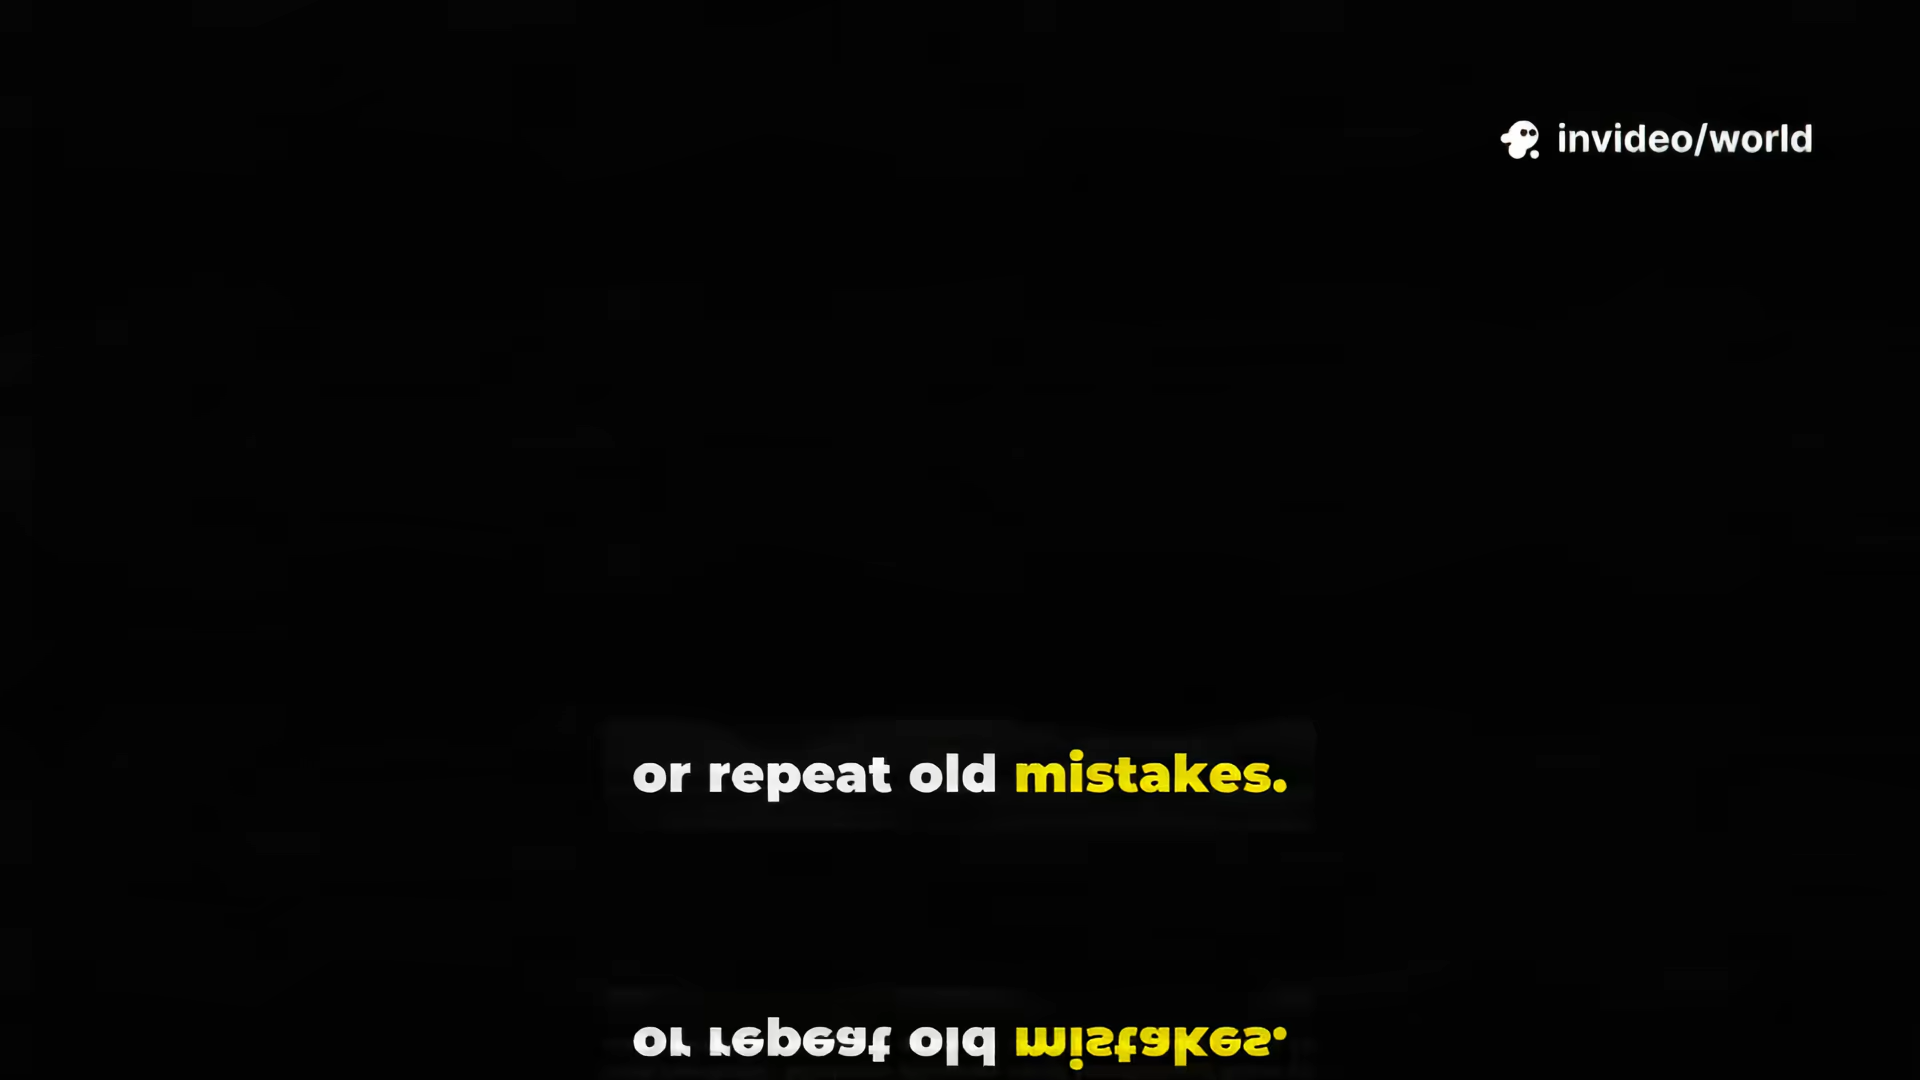 invideo/world
or repeat old mistakes.
or repeat old mistakes.